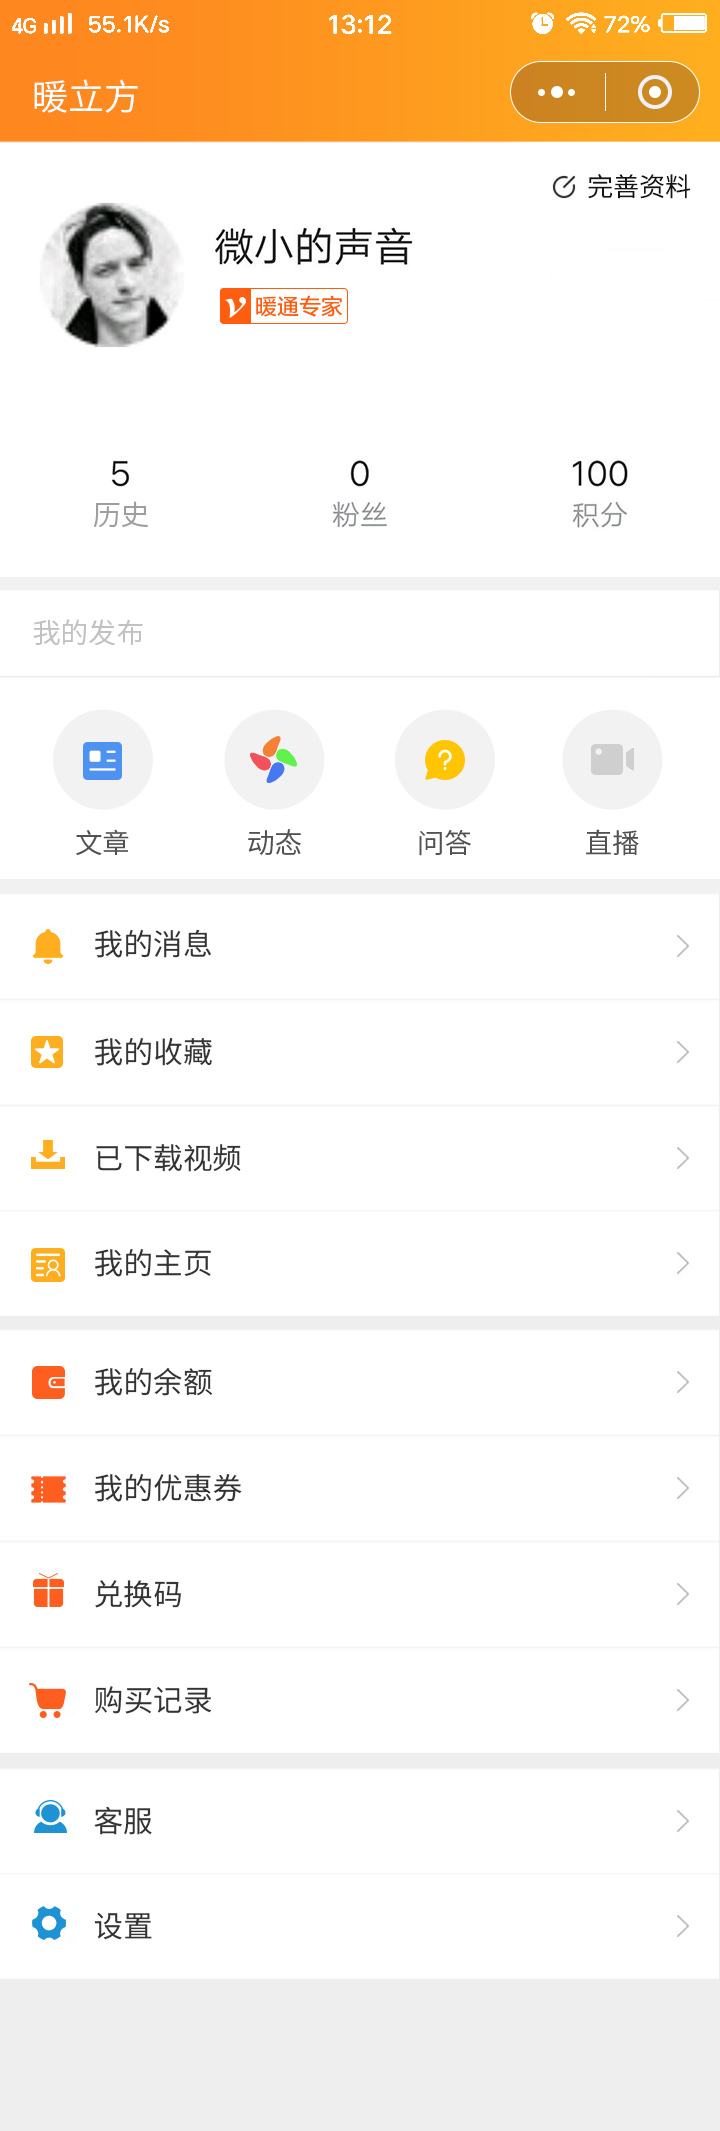 4G 55.1K/s 13:12 72%
暖立方
完善资料
微小的声音
V 暖通专家
5 0 100
历史 粉丝 积分
我的发布
文章 动态 问答 直播
我的消息
我的收藏
已下载视频
我的主页
我的余额
我的优惠券
兑换码
购买记录
客服
设置